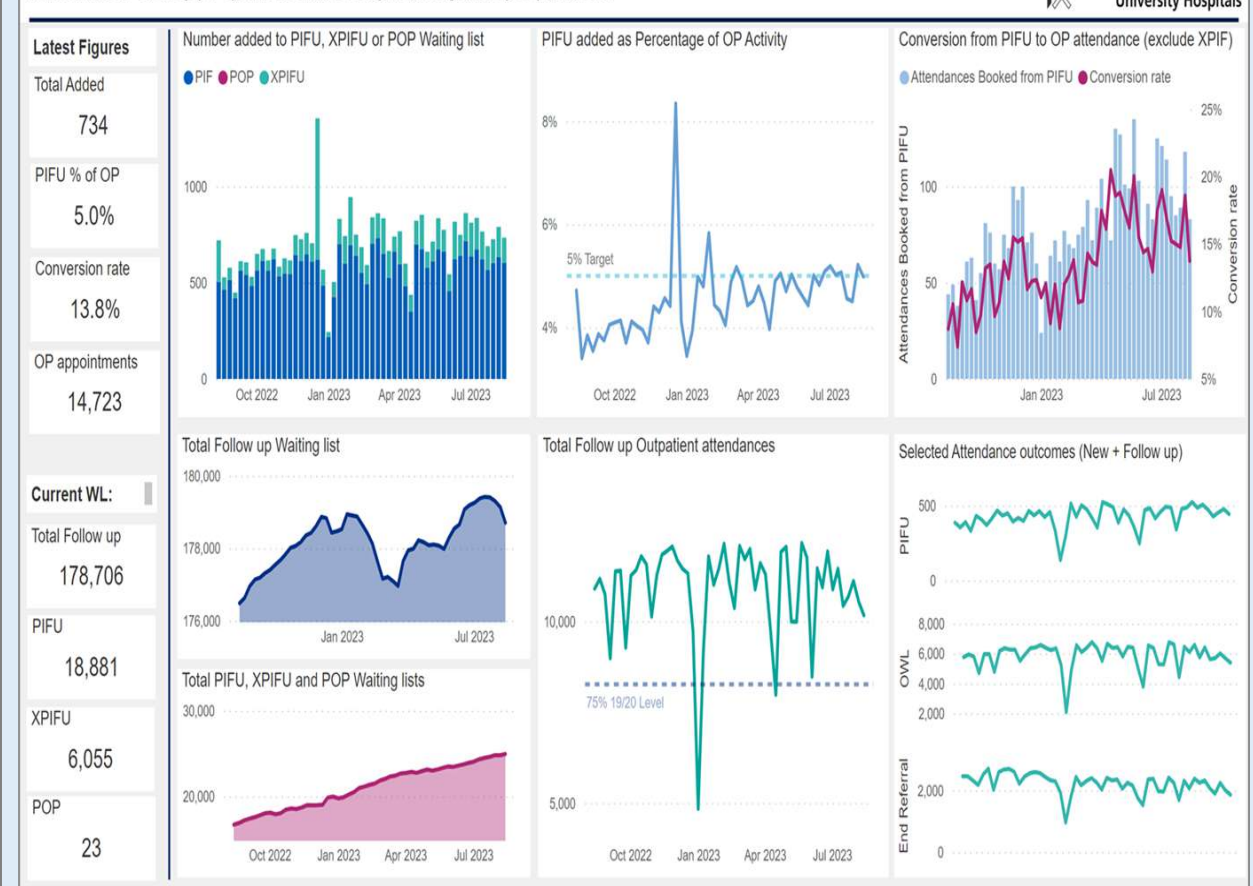 University Hospitals
Latest Figures
Total Added
734
PIFU % of OP
5.0%
Conversion rate
13.8%
OP appointments
14,723
Current WL:
Total Follow up
178,706
PIFU
18,881
XPIFU
6,055
POP
23
Number added to PIFU, XPIFU or POP Waiting list
PIF POP XPIFU
1000
500
0
Oct 2022 Jan 2023 Apr 2023 Jul 2023
PIFU added as Percentage of OP Activity
8%
6%
5% Target
4%
Oct 2022 Jan 2023 Apr 2023 Jul 2023
Conversion from PIFU to OP attendance (exclude XPIF)
Attendances Booked from PIFU Conversion rate
Attendances Booked from PIFU
100
50
0
25%
20%
15%
10%
5%
Conversion rate
Jan 2023 Jul 2023
Total Follow up Waiting list
180,000
178,000
176,000
Jan 2023 Jul 2023
Total PIFU, XPIFU and POP Waiting lists
30,000
20,000
Oct 2022 Jan 2023 Apr 2023 Jul 2023
Total Follow up Outpatient attendances
10,000
75% 19/20 Level
5,000
Oct 2022 Jan 2023 Apr 2023 Jul 2023
Selected Attendance outcomes (New + Follow up)
PIFU
500
0
OWL
8,000
6,000
4,000
2,000
End Referral
2,000
0